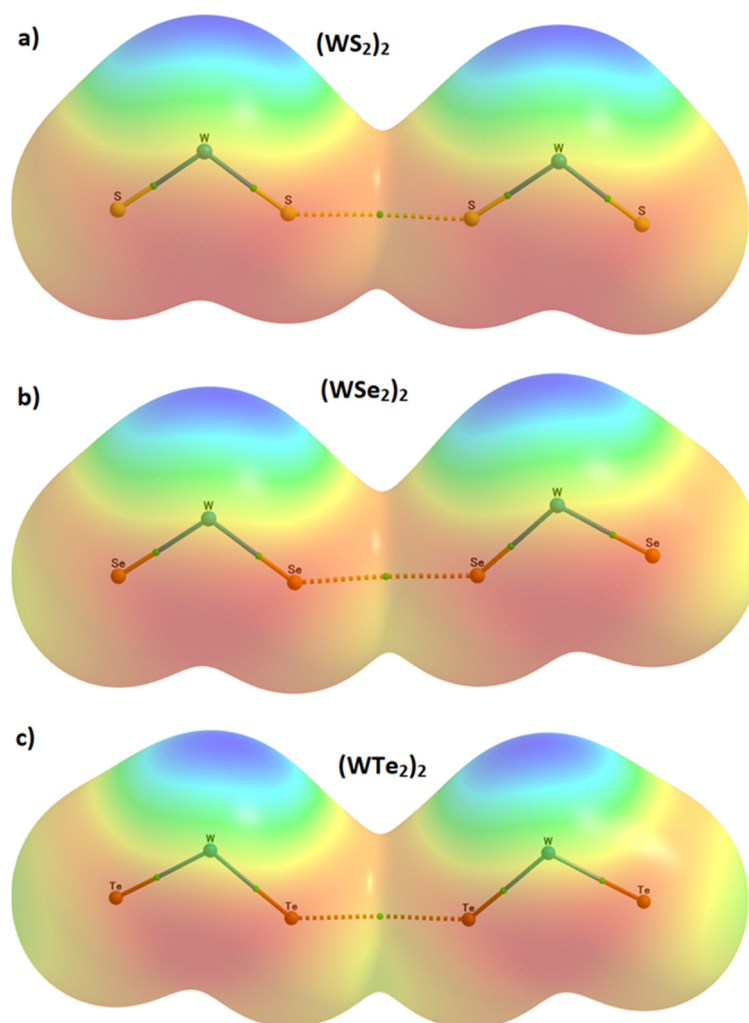 a) (WS₂)₂
W W
S S S S
b) (WSe₂)₂
W W
Se Se Se Se
c) (WTe₂)₂
W W
Te Te Te Te